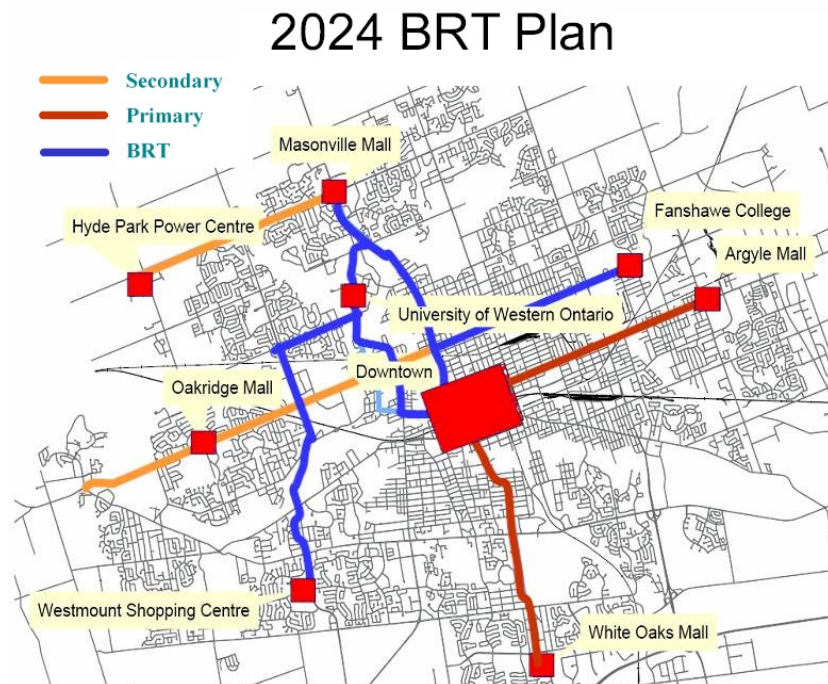 2024 BRT Plan
Secondary
Primary
BRT
Masonville Mall
Hyde Park Power Centre
Fanshawe College
Argyle Mall
University of Western Ontario
Downtown
Oakridge Mall
Westmount Shopping Centre
White Oaks Mall